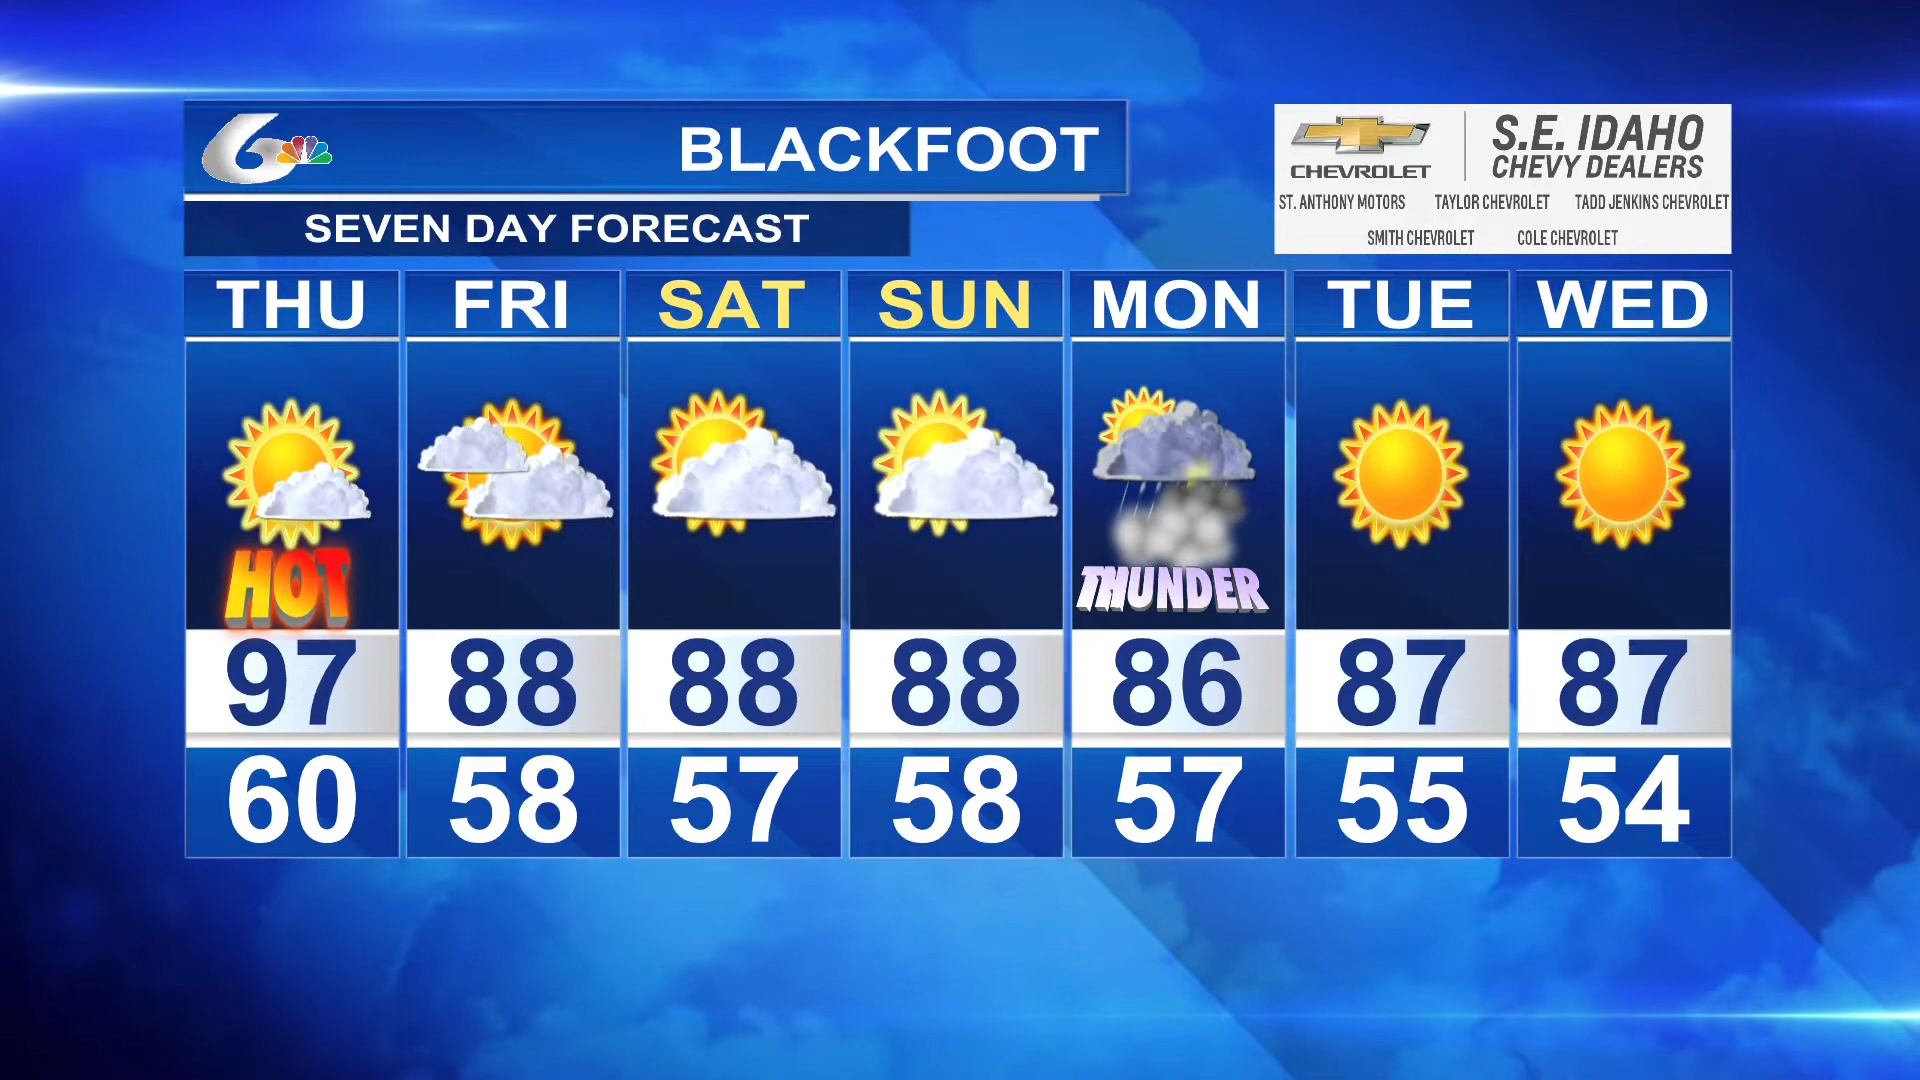 6
BLACKFOOT
SEVEN DAY FORECAST
CHEVROLET
S.E. IDAHO
CHEVY DEALERS
ST. ANTHONY MOTORS TAYLOR CHEVROLET TADD JENKINS CHEVROLET
SMITH CHEVROLET COLE CHEVROLET
THU FRI SAT SUN MON TUE WED
HOT THUNDER
97 88 88 88 86 87 87
60 58 57 58 57 55 54